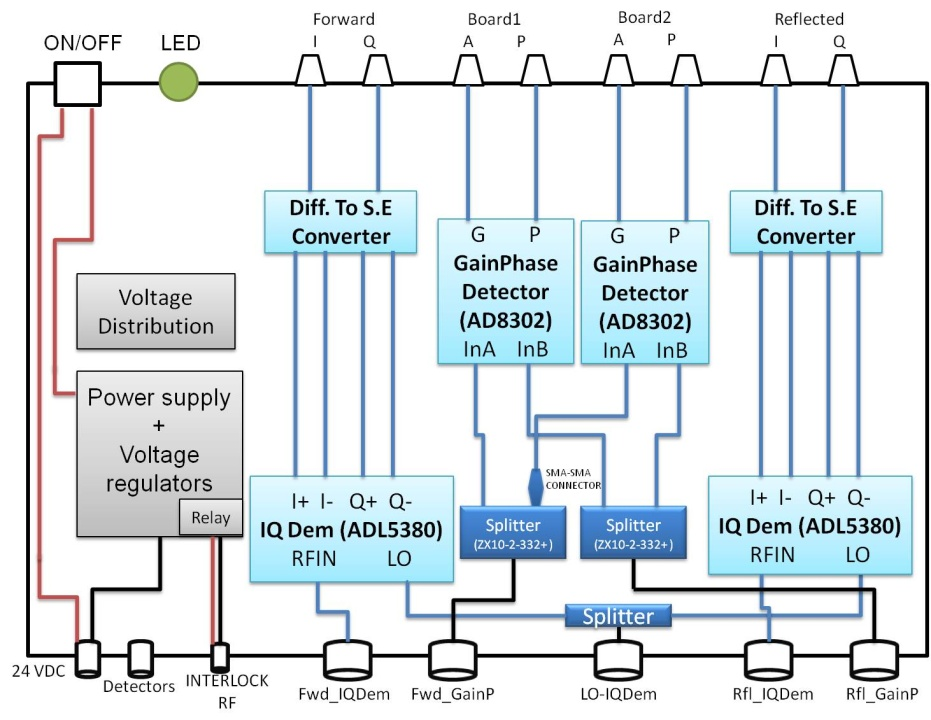 Forward Board1 Board2 Reflected
ON/OFF LED I Q A P A P I Q
Diff. To S.E
Converter
G P
GainPhase
Detector
(AD8302)
InA InB
G P
GainPhase
Detector
(AD8302)
InA InB
Diff. To S.E
Converter
Voltage
Distribution
Power supply
+
Voltage
regulators
Relay
SMA-SMA
CONNECTOR
I+ I- Q+ Q-
IQ Dem (ADL5380)
RFIN LO
Splitter
(ZX10-2-332+)
Splitter
(ZX10-2-332+)
I+ I- Q+ Q-
IQ Dem (ADL5380)
RFIN LO
Splitter
24 VDC
Detectors
INTERLOCK
RF
Fwd_IQDem
Fwd_GainP
LO-IQDem
Rfl_IQDem
Rfl_GainP